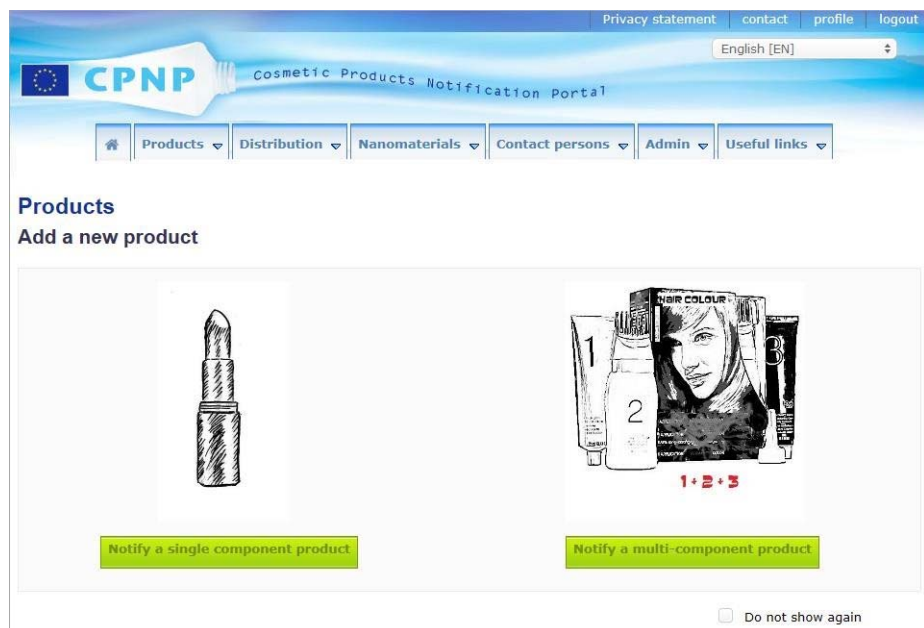 Privacy statement contact profile logout
English [EN]
CPNP Cosmetic Products Notification Portal
Products Distribution Nanomaterials Contact persons Admin Useful links
Products
Add a new product
HAIR COLOUR
1
3
2
1+2+3
Notify a single component product Notify a multi-component product
Do not show again